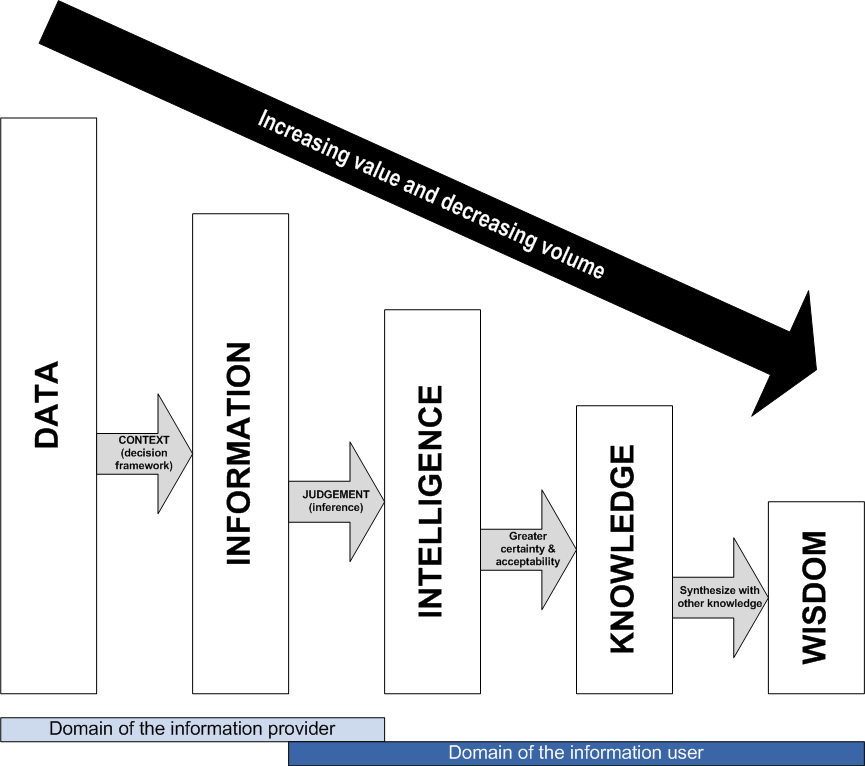 Increasing value and decreasing volume
DATA
CONTEXT
(decision
framework)
INFORMATION
JUDGEMENT
(inference)
INTELLIGENCE
Greater
certainty &
acceptability
KNOWLEDGE
Synthesize with
other knowledge
WISDOM
Domain of the information provider
Domain of the information user